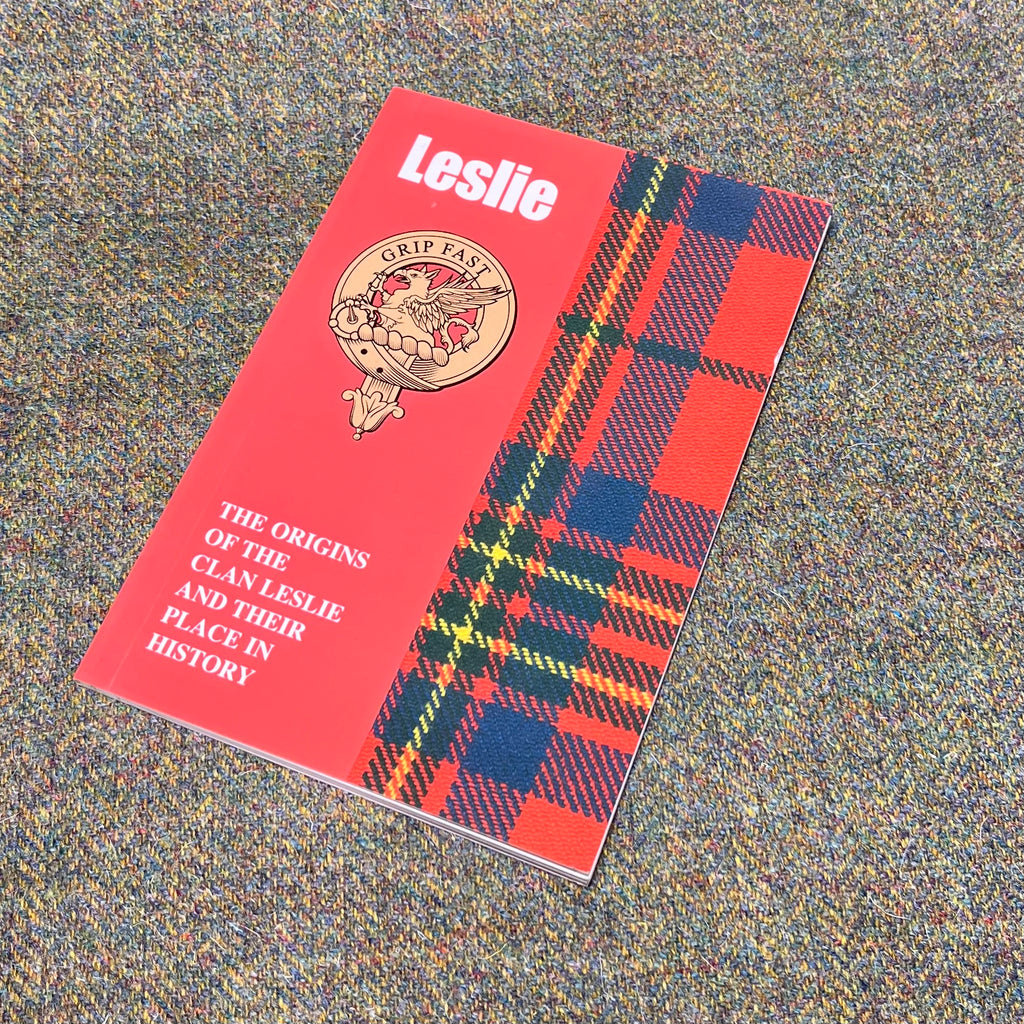 Leslie
GRIP FAST
THE ORIGINS
OF THE
CLAN LESLIE
AND THEIR
PLACE IN
HISTORY